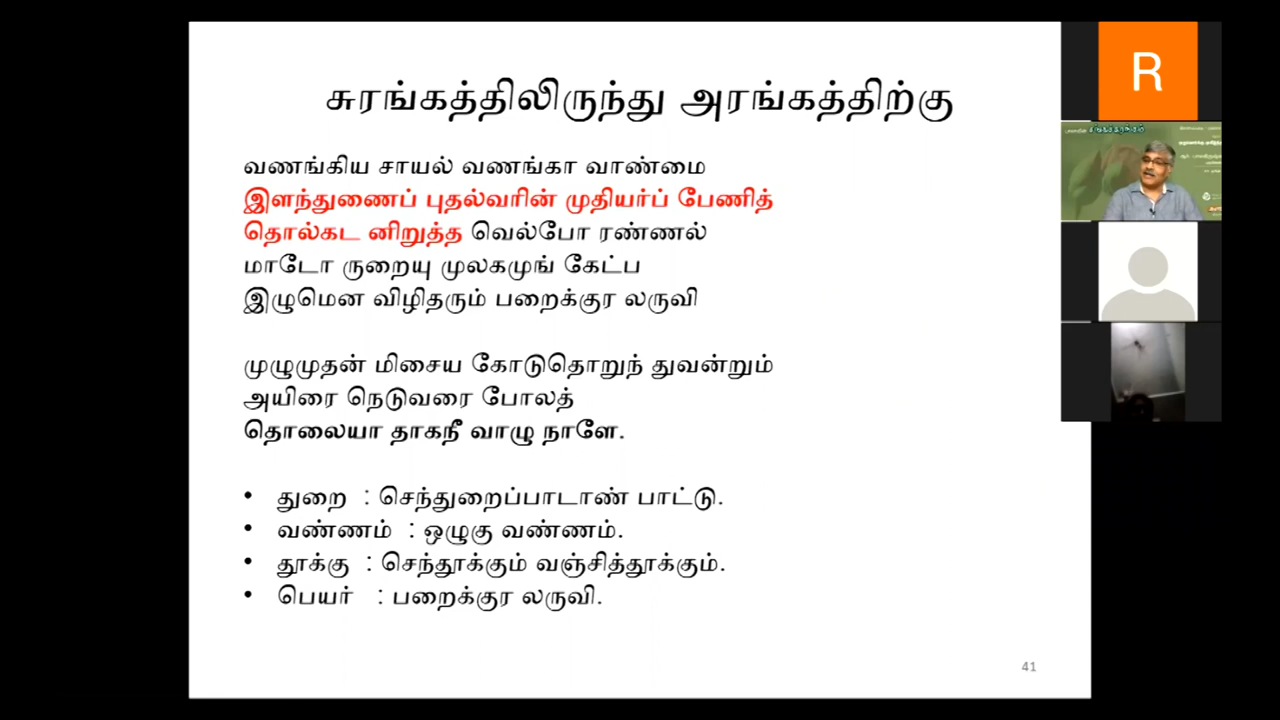 சுரங்கத்திலிருந்து அரங்கத்திற்கு
வணங்கிய சாயல் வணங்கா வாண்மை
இளந்துணைப் புதல்வரின் முதியர்ப் பேணித்
தொல்கட னிறுத்த வெல்போ ரண்ணல்
மாடோ ருறையு முலகமுங் கேட்ப
இழுமென விழிதரும் பறைக்குர லருவி
முழுமுதன் மிசைய கோடுதொறுந் துவன்றும்
அயிரை நெடுவரை போலத்
தொலையா தாகநீ வாழு நாளே.
• துறை : செந்துறைப்பாடாண் பாட்டு.
• வண்ணம் : ஒழுகு வண்ணம்.
• தூக்கு : செந்தூக்கும் வஞ்சித்தூக்கும்.
• பெயர் : பறைக்குர லருவி.
41
R